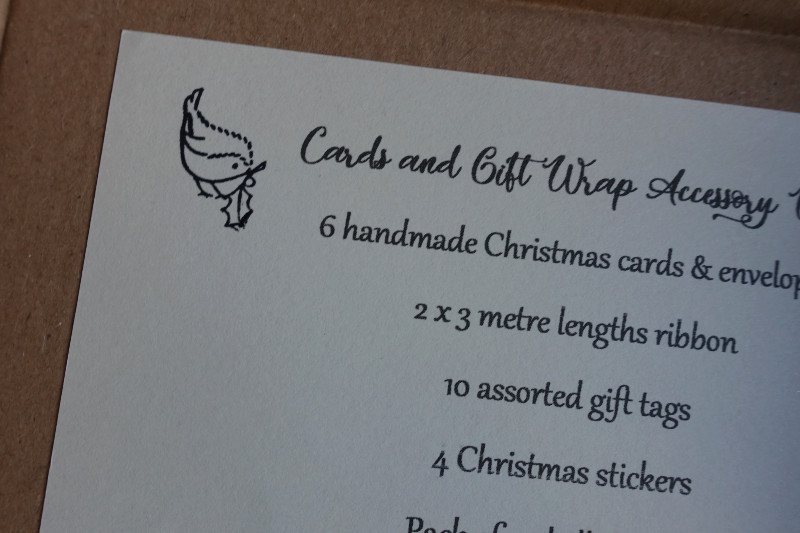 Cards and Gift Wrap Accessory
6 handmade Christmas cards & envelop
2 x 3 metre lengths ribbon
10 assorted gift tags
4 Christmas stickers